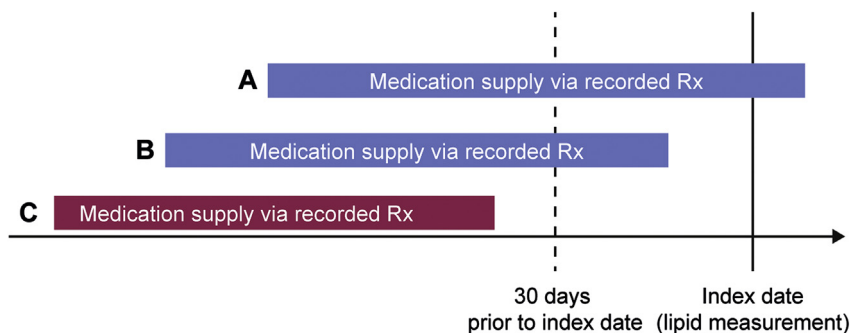 A Medication supply via recorded Rx
B Medication supply via recorded Rx
C Medication supply via recorded Rx
30 days
prior to index date
Index date
(lipid measurement)